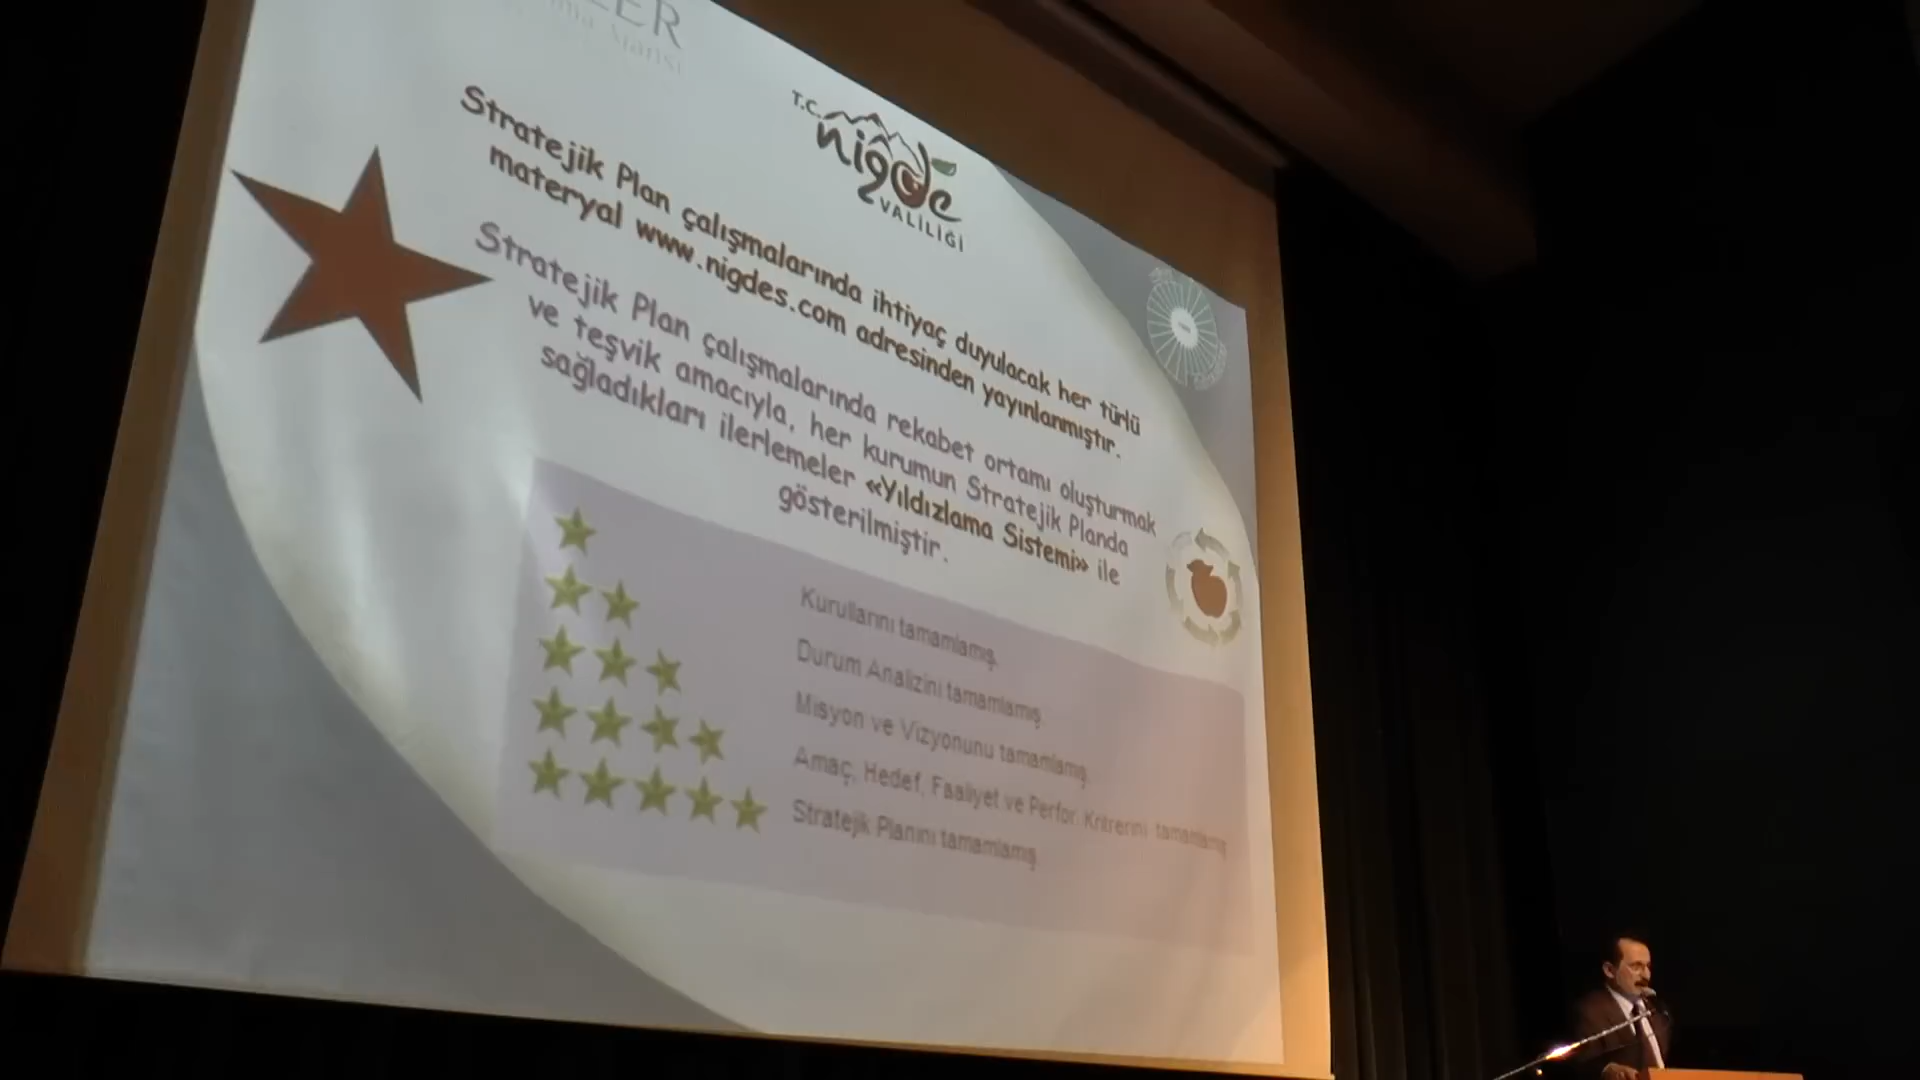 T.C.
niğde
VALİLİĞİ
Stratejik Plan çalışmalarında ihtiyaç duyulacak her türlü
materyal www.nigdes.com adresinden yayınlanmıştır.
Stratejik Plan çalışmalarında rekabet ortamı oluşturmak
ve teşvik amacıyla, her kurumun Stratejik Planda
sağladıkları ilerlemeler «Yıldızlama Sistemi» ile
gösterilmiştir.
Kurullarını tamamlamış.
Durum Analizini tamamlamış
Misyon ve Vizyonunu tamamlamış
Amaç, Hedef, Faaliyet ve Perfor. Kritrerini tamamlamış
Stratejik Planını tamamlamış